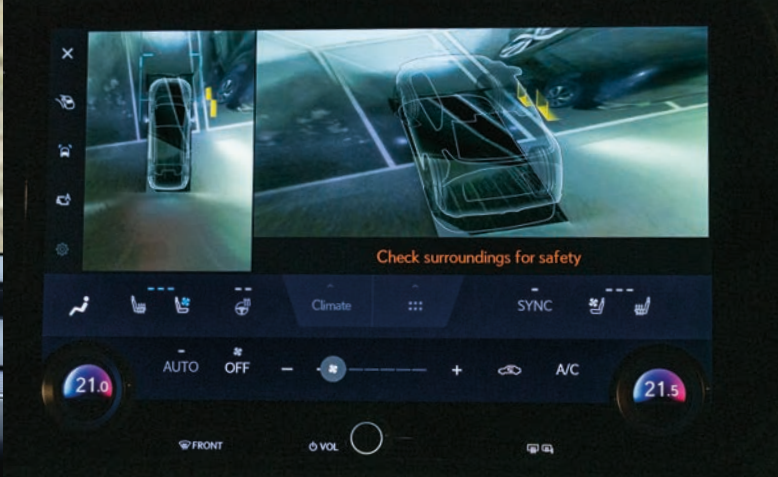 Check surroundings for safety
Climate
SYNC
AUTO
OFF
A/C
21.0
21.5
FRONT
VOL